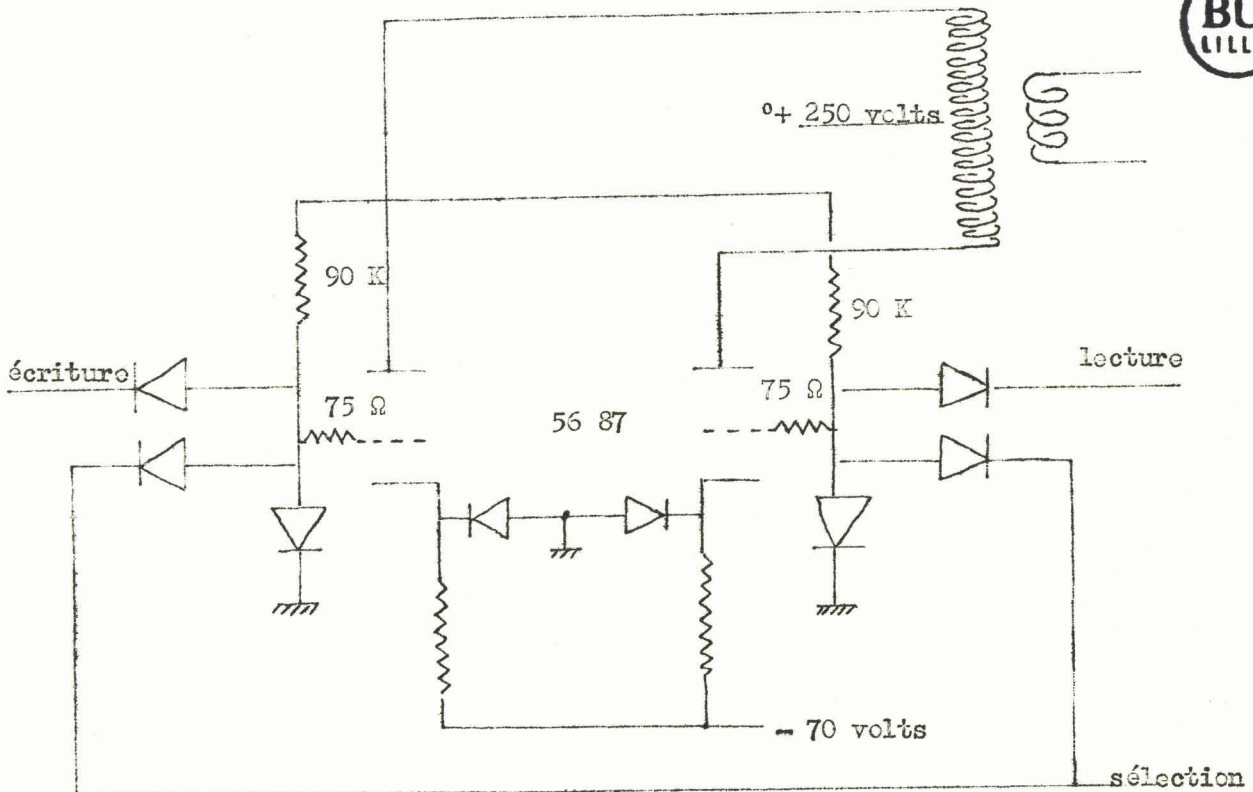 BU
LILL
°+ 250 volts
90 K
90 K
écriture
lecture
75 Ω
75 Ω
56 87
- 70 volts
sélection